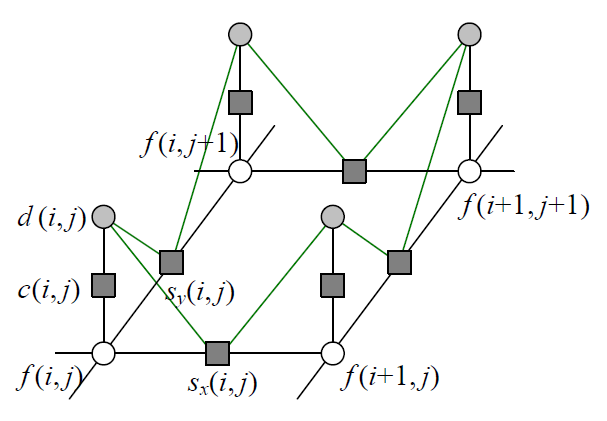 f(i,j+1)
f(i+1,j+1)
d(i,j)
c(i,j)
s_y(i,j)
f(i,j)
s_x(i,j)
f(i+1,j)